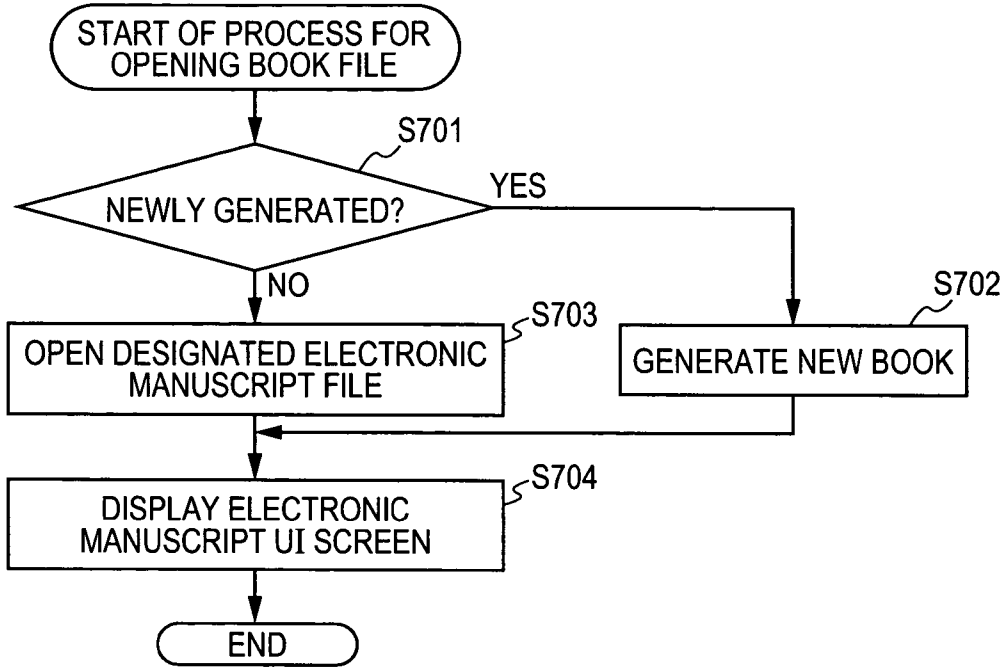 START OF PROCESS FOR
OPENING BOOK FILE
S701
NEWLY GENERATED?
YES
NO
S702
S703
OPEN DESIGNATED ELECTRONIC
MANUSCRIPT FILE
GENERATE NEW BOOK
S704
DISPLAY ELECTRONIC
MANUSCRIPT UI SCREEN
END